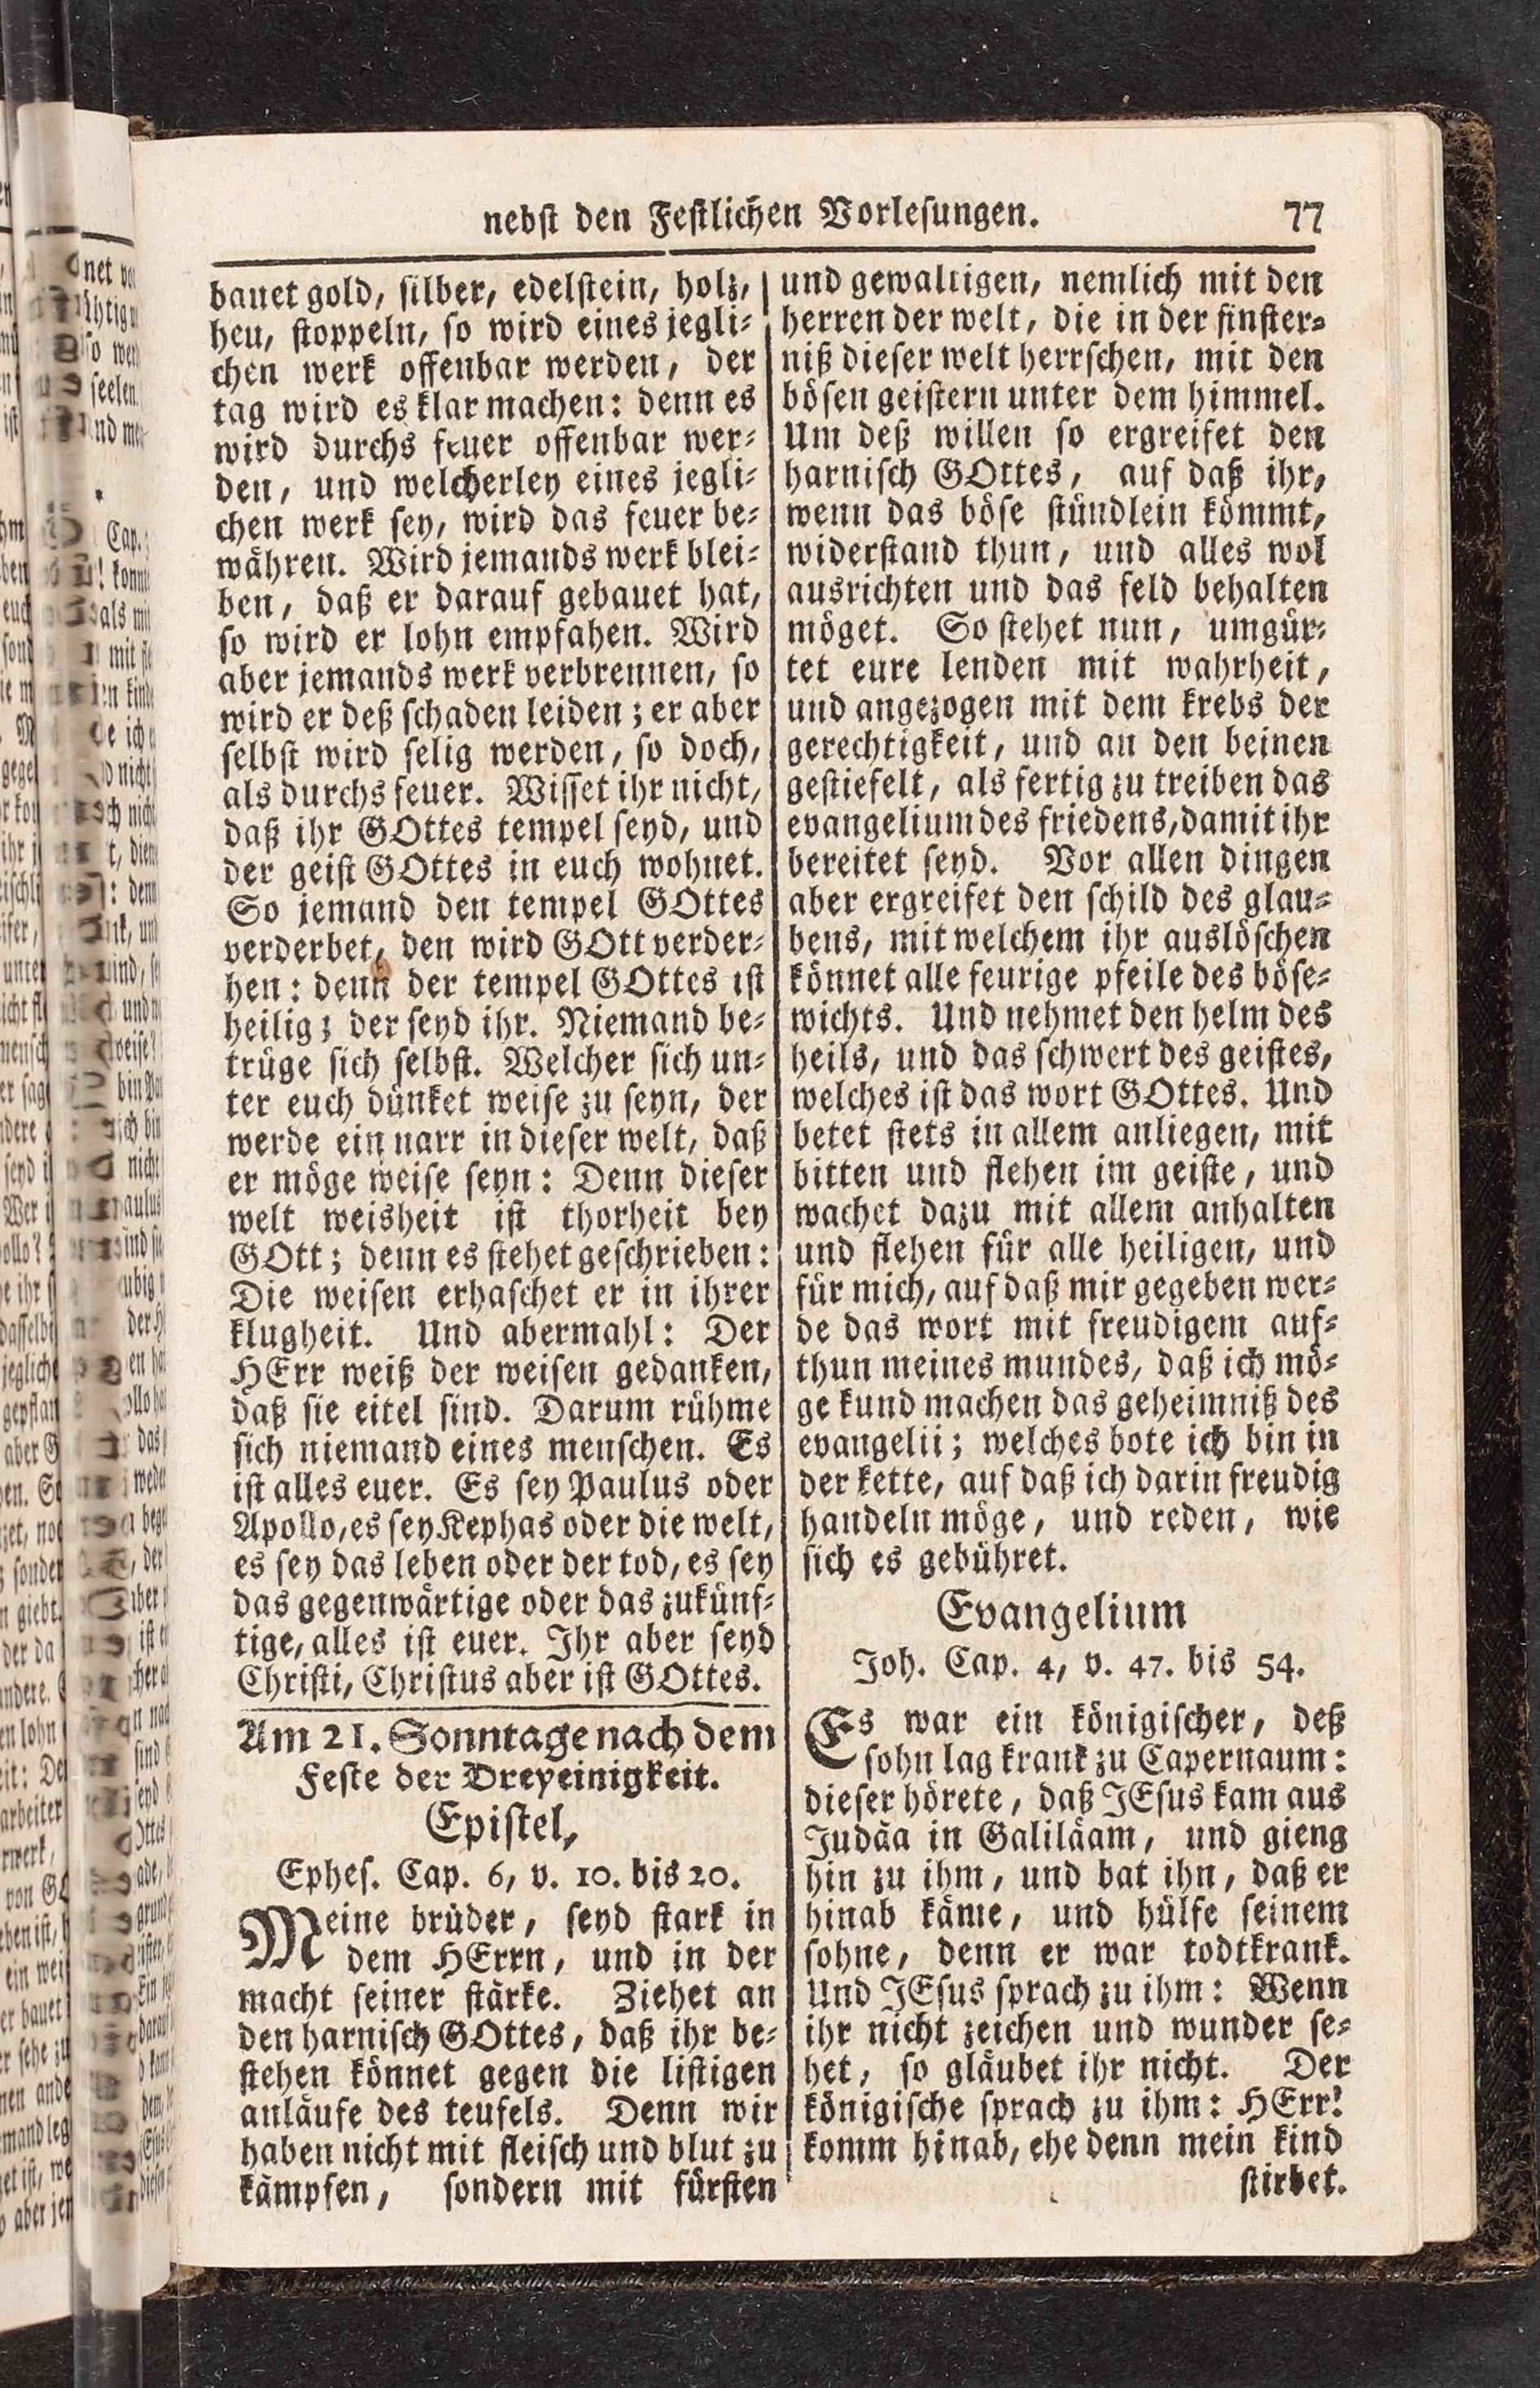 nebst den Festlichen Vorlesungen. 77
bauet gold, silber, edelstein, holz,
heu, stoppeln, so wird eines jegli-
chen werk offenbar werden, der
tag wird es klar machen: denn es
wird durchs feuer offenbar wer-
den, und welcherley eines jegli-
chen werk sey, wird das feuer be-
währen. Wird jemands werk blei-
ben, daß er darauf gebauet hat,
so wird er lohn empfahen. Wird
aber jemands werk verbrennen, so
wird er deß schaden leiden; er aber
selbst wird selig werden, so doch,
als durchs feuer. Wisset ihr nicht,
daß ihr GOttes tempel seyd, und
der geist GOttes in euch wohnet.
So jemand den tempel GOttes
verderbet, den wird GOtt verder-
hen: denn der tempel GOttes ist
heilig; der seyd ihr. Niemand be-
trüge sich selbst. Welcher sich un-
ter euch dünket weise zu seyn, der
werde ein narr in dieser welt, daß
er möge weise seyn: Denn dieser
welt weisheit ist thorheit bey
GOtt; denn es stehet geschrieben:
Die weisen erhaschet er in ihrer
klugheit. Und abermahl: Der
HErr weiß der weisen gedanken,
daß sie eitel sind. Darum rühme
sich niemand eines menschen. Es
ist alles euer. Es sey Paulus oder
Apollo, es sey Kephas oder die welt,
es sey das leben oder der tod, es sey
das gegenwärtige oder das zukünf-
tige, alles ist euer. Ihr aber seyd
Christi, Christus aber ist GOttes.
Am 21. Sonntage nach dem
Feste der Dreyeinigkeit.
Epistel,
Ephes. Cap. 6, v. 10. bis 20.
Meine brüder, seyd stark in
dem HErrn, und in der
macht seiner stärke. Ziehet an
den harnisch GOttes, daß ihr be-
stehen könnet gegen die listigen
anläufe des teufels. Denn wir
haben nicht mit fleisch und blut zu
kämpfen, sondern mit fürsten
und gewaltigen, nemlich mit den
herren der welt, die in der finster-
niß dieser welt herrschen, mit den
bösen geistern unter dem himmel.
Um deß willen so ergreifet den
harnisch GOttes, auf daß ihr,
wenn das böse stündlein kömmt,
widerstand thun, und alles wol
ausrichten und das feld behalten
möget. So stehet nun, umgür-
tet eure lenden mit wahrheit,
und angezogen mit dem krebs der
gerechtigkeit, und an den beinen
gestiefelt, als fertig zu treiben das
evangelium des friedens, damit ihr
bereitet seyd. Vor allen dingen
aber ergreifet den schild des glau-
bens, mit welchem ihr auslöschen
könnet alle feurige pfeile des böse-
wichts. Und nehmet den helm des
heils, und das schwert des geistes,
welches ist das wort GOttes. Und
betet stets in allem anliegen, mit
bitten und flehen im geiste, und
wachet dazu mit allem anhalten
und flehen für alle heiligen, und
für mich, auf daß mir gegeben wer-
de das wort mit freudigem auf-
thun meines mundes, daß ich mö-
ge kund machen das geheimniß des
evangelii; welches bote ich bin in
der kette, auf daß ich darin freudig
handeln möge, und reden, wie
sich es gebühret.
Evangelium
Joh. Cap. 4, v. 47. bis 54.
Es war ein königischer, deß
sohn lag krank zu Capernaum:
dieser hörete, daß JEsus kam aus
Judäa in Galiläam, und gieng
hin zu ihm, und bat ihn, daß er
hinab käme, und hülfe seinem
sohne, denn er war todtkrank.
Und JEsus sprach zu ihm: Wenn
ihr nicht zeichen und wunder se-
het, so gläubet ihr nicht. Der
königische sprach zu ihm: HErr!
komm hinab, ehe denn mein kind
stirbet.